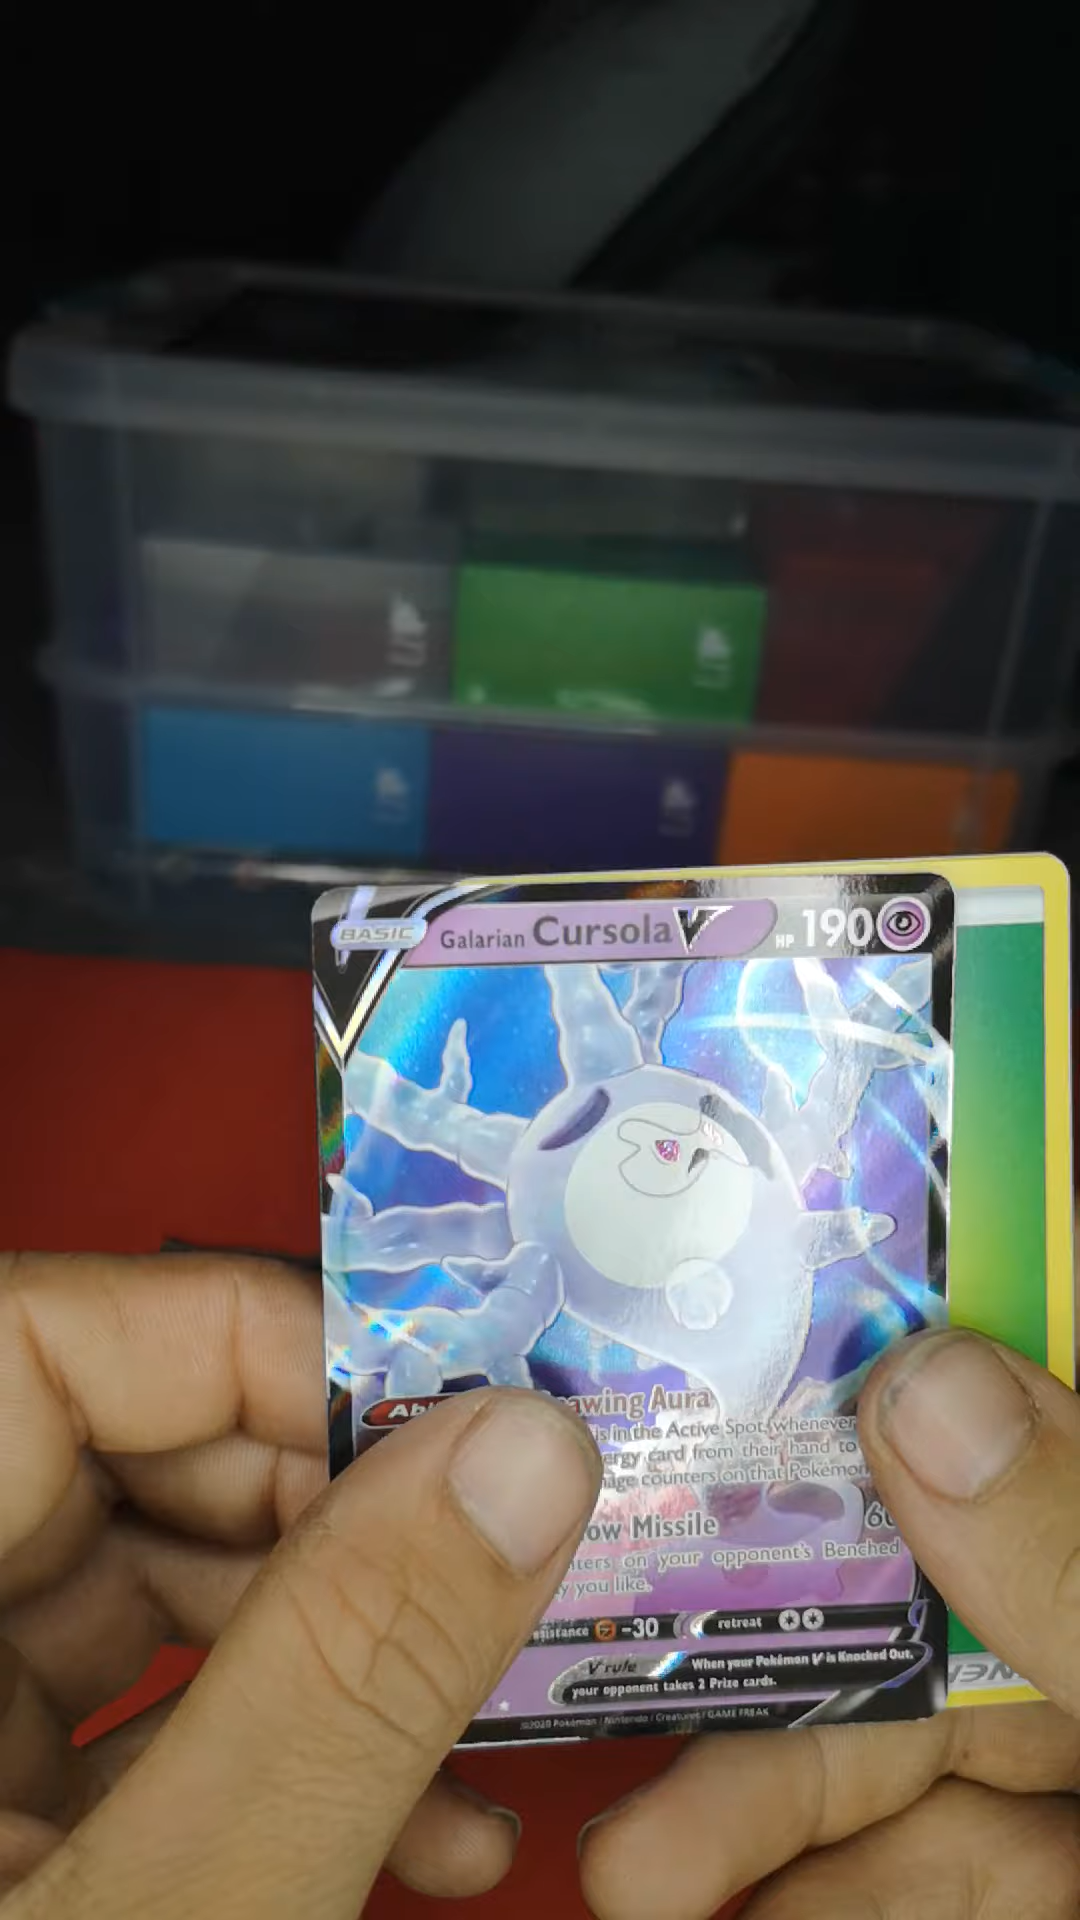 BASIC Galarian Cursola V HP 190
awing Aura
is in the Active Spot, whenever
ergy card from their hand to
age counters on that Pokémon.
ow Missile 60
ters on your opponent's Benched
y you like.
esistance -30 retreat
V rule When your Pokémon V is Knocked Out,
your opponent takes 2 Prize cards.
©2020 Pokémon / Nintendo / Creatures / GAME FREAK